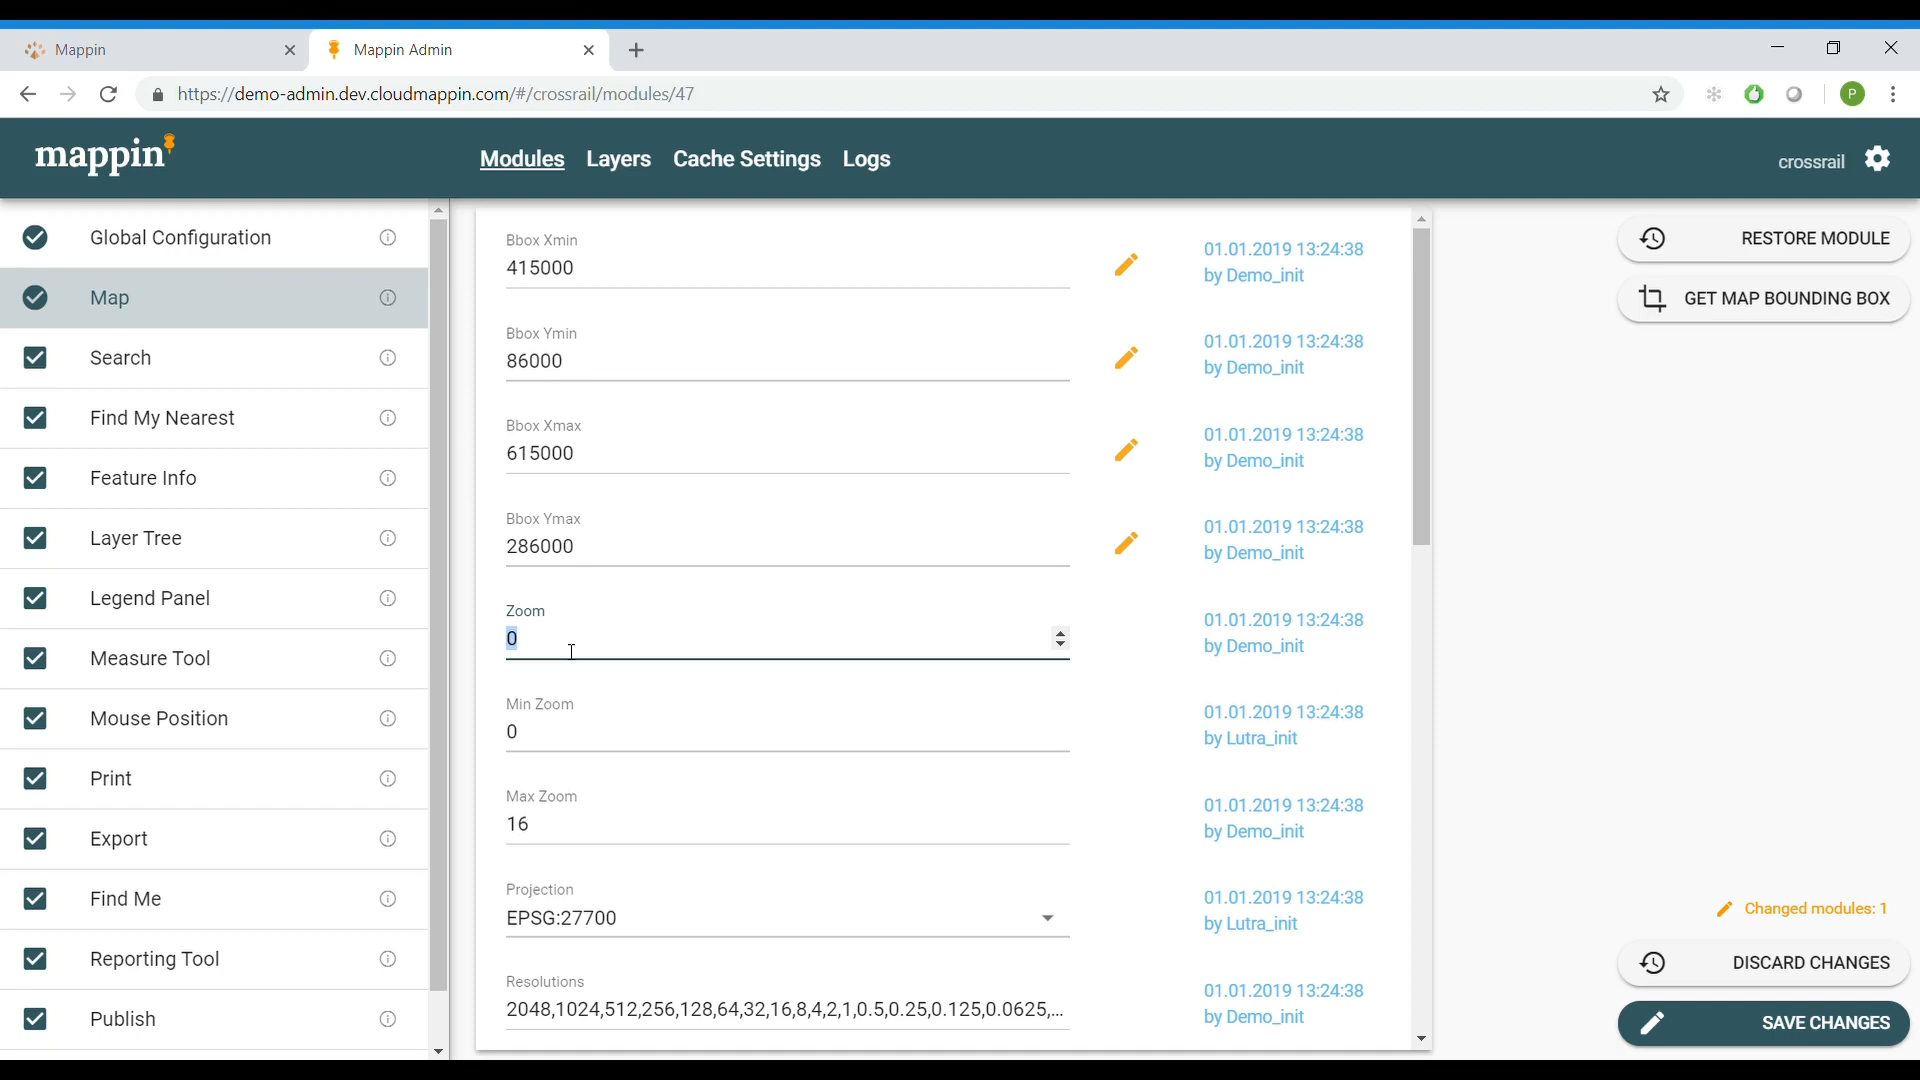 Mappin
Mappin Admin
https://demo-admin.dev.cloudmappin.com/#/crossrail/modules/47
P
mappin
Modules
Layers
Cache Settings
Logs
crossrail
Global Configuration
Map
Search
Find My Nearest
Feature Info
Layer Tree
Legend Panel
Measure Tool
Mouse Position
Print
Export
Find Me
Reporting Tool
Publish
Bbox Xmin
415000
01.01.2019 13:24:38
by Demo_init
Bbox Ymin
86000
01.01.2019 13:24:38
by Demo_init
Bbox Xmax
615000
01.01.2019 13:24:38
by Demo_init
Bbox Ymax
286000
01.01.2019 13:24:38
by Demo_init
Zoom
0
01.01.2019 13:24:38
by Demo_init
Min Zoom
0
01.01.2019 13:24:38
by Lutra_init
Max Zoom
16
01.01.2019 13:24:38
by Demo_init
Projection
EPSG:27700
01.01.2019 13:24:38
by Lutra_init
Resolutions
2048,1024,512,256,128,64,32,16,8,4,2,1,0.5,0.25,0.125,0.0625,...
01.01.2019 13:24:38
by Demo_init
RESTORE MODULE
GET MAP BOUNDING BOX
Changed modules: 1
DISCARD CHANGES
SAVE CHANGES